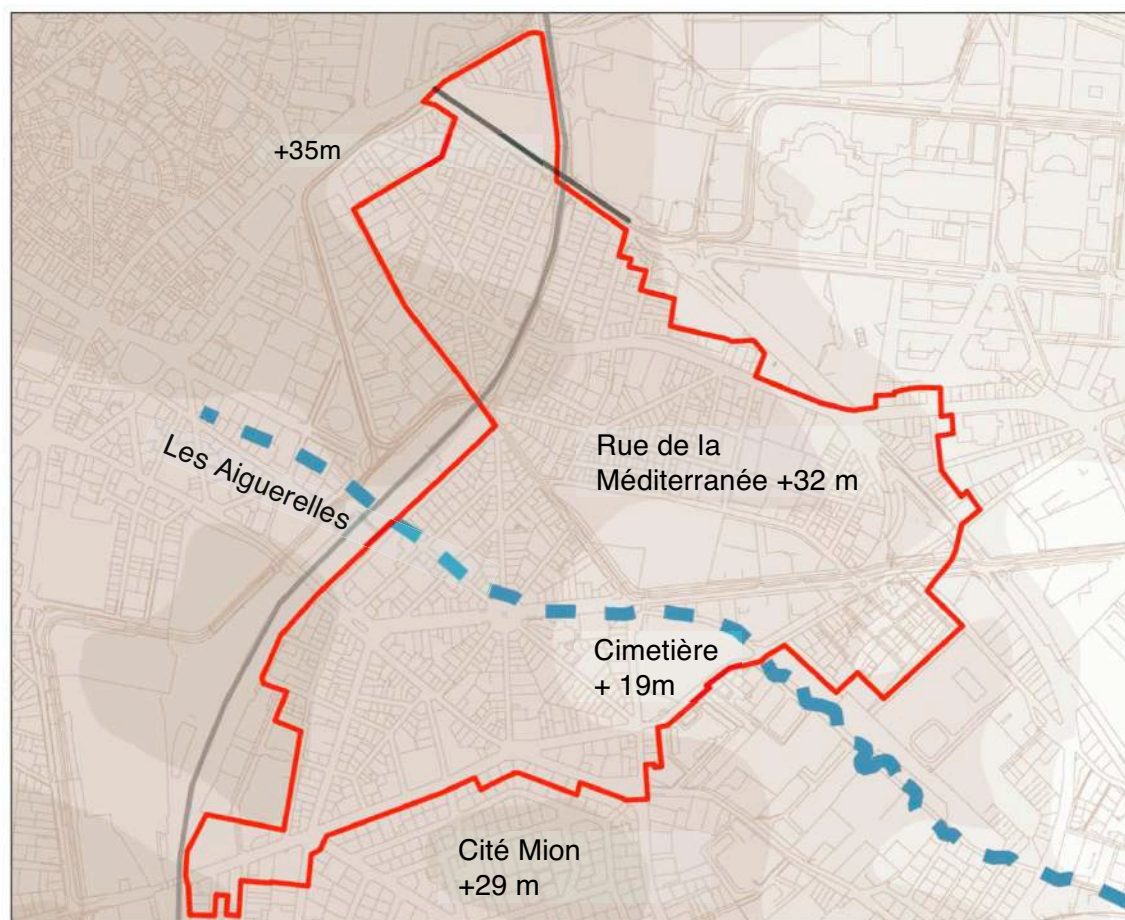 +35m
Les Aiguerelles
Rue de la
Méditerranée +32 m
Cimetière
+ 19m
Cité Mion
+29 m